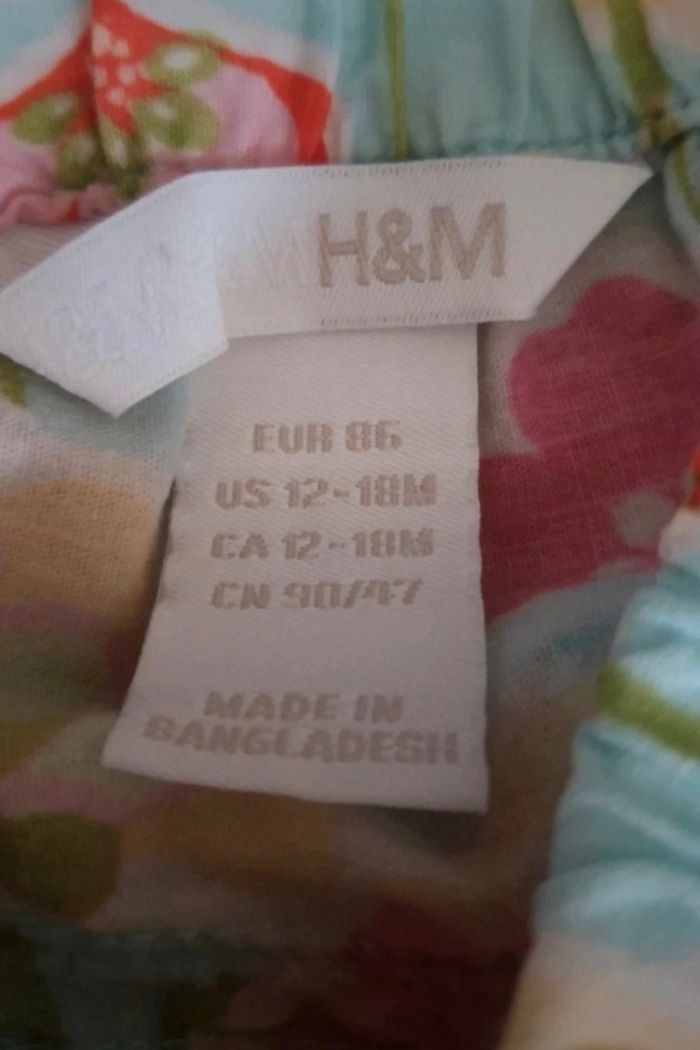 H&M
EUR 86
US 12-18M
CA 12-18M
CN 90/47
MADE IN
BANGLADESH